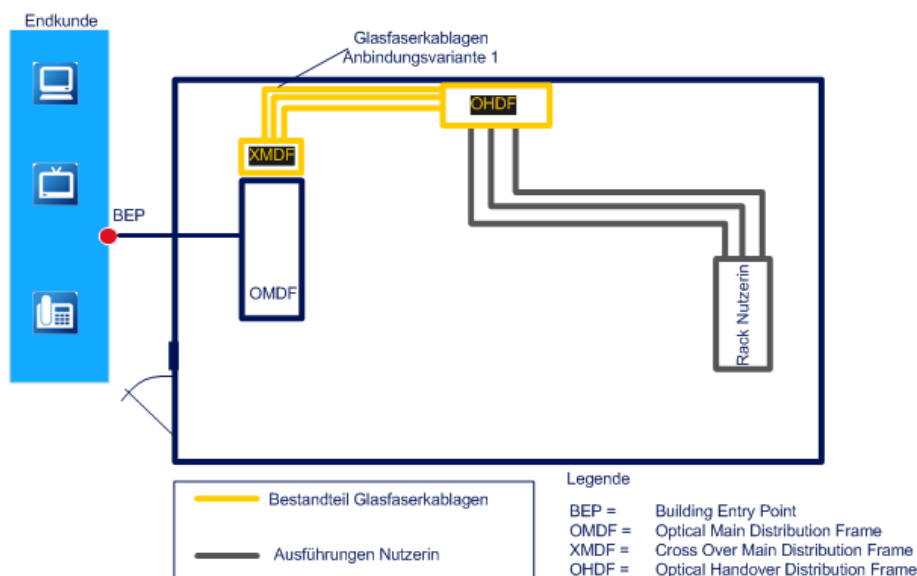 Endkunde
Glasfaserkablagen
Anbindungsvariante 1
OHDF
XMDF
BEP
OMDF
Rack Nutzerin
Bestandteil Glasfaserkablagen
Ausführungen Nutzerin
Legende
BEP = Building Entry Point
OMDF = Optical Main Distribution Frame
XMDF = Cross Over Main Distribution Frame
OHDF = Optical Handover Distribution Frame